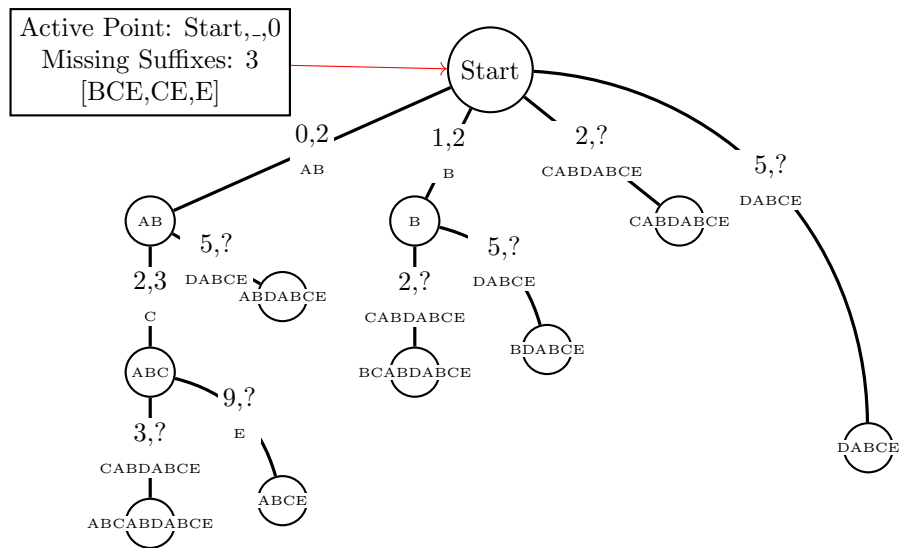 Active Point: Start,_,0
Missing Suffixes: 3
[BCE,CE,E]
Start
0,2
AB
1,2
B
2,?
CABDABCE
5,?
DABCE
AB
B
CABDABCE
5,?
DABCE
ABDABCE
5,?
DABCE
2,3
C
2,?
CABDABCE
BDABCE
ABC
BCABDABCE
9,?
E
3,?
CABDABCE
DABCE
ABCE
ABCABDABCE